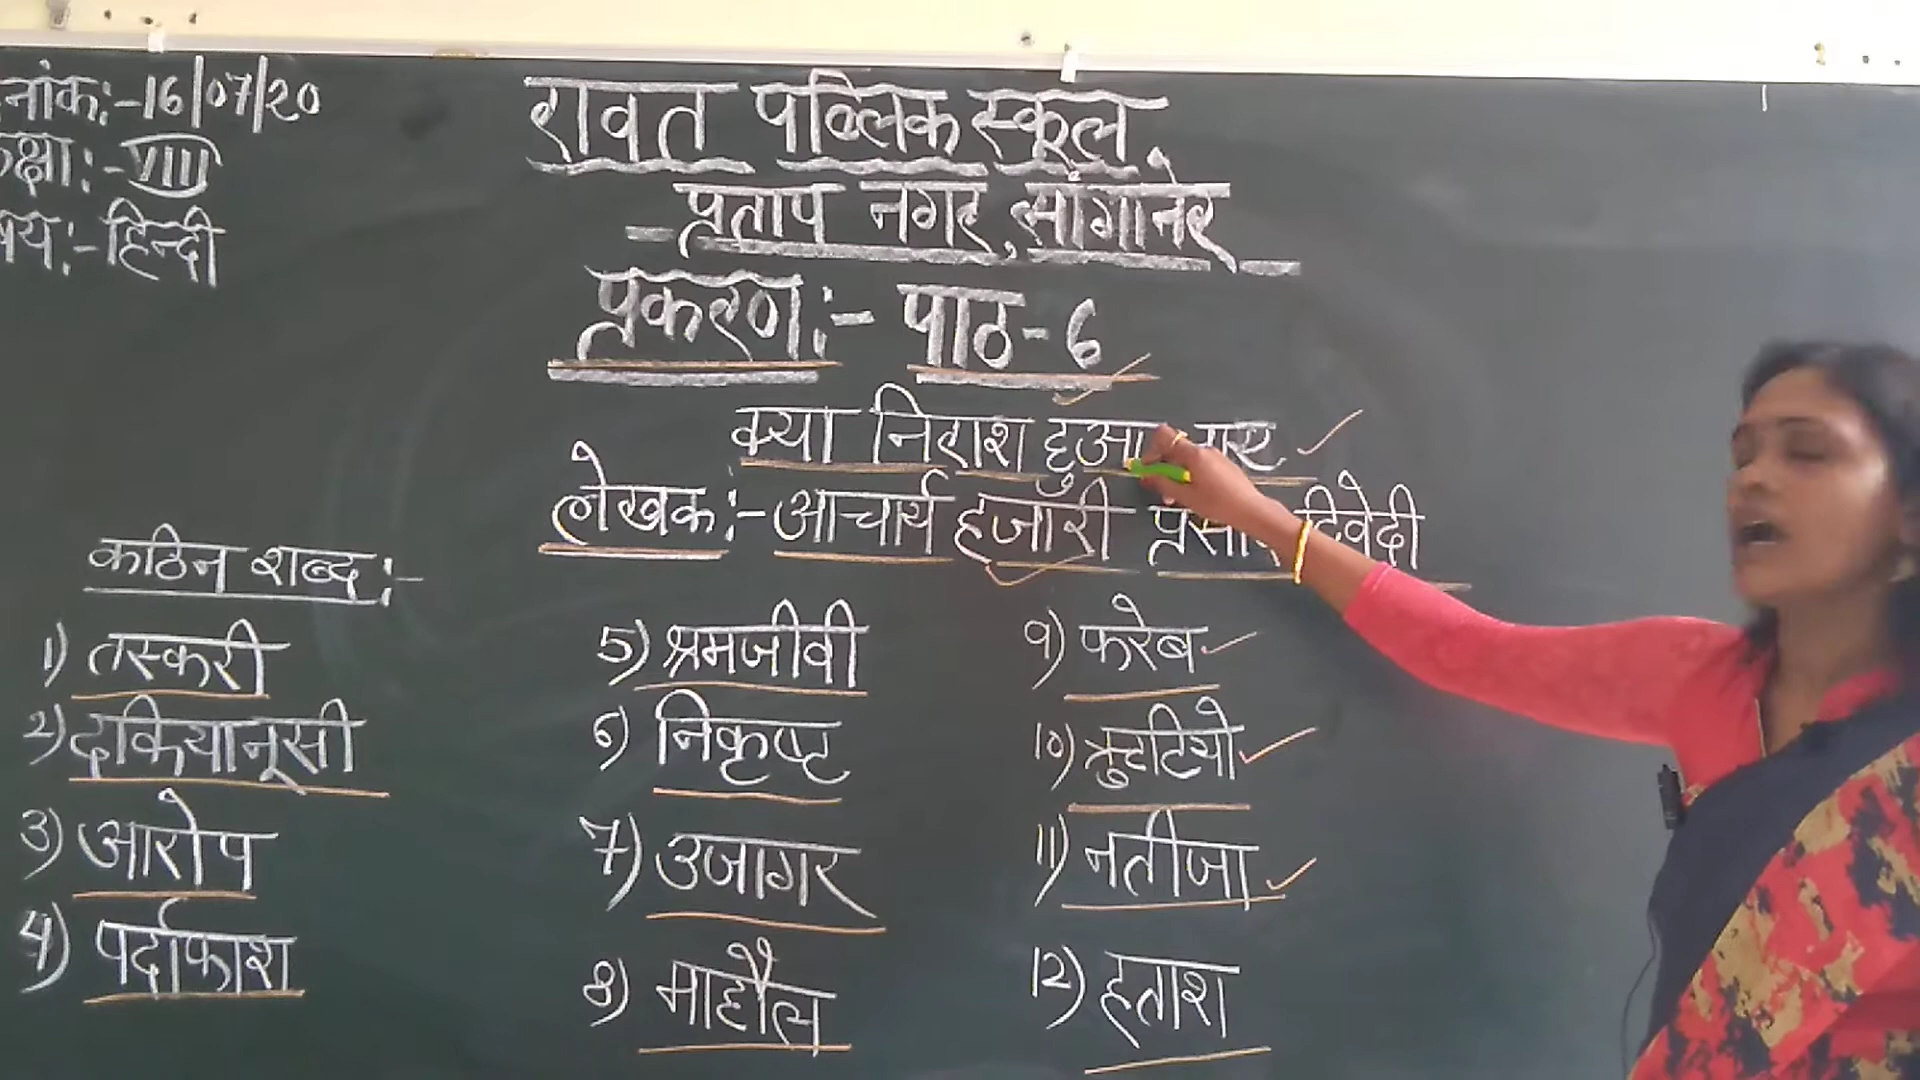 नांक:-16/07/20
कक्षा:-VIII
षय:-हिन्दी
रावत पब्लिक स्कूल,
प्रताप नगर, सांगानेर
प्रकरण:- पाठ-6
क्या निराश हुआ जाए
लेखक:- आचार्य हजारी प्रसाद द्विवेदी
कठिन शब्द:-
1) तस्करी
2) दकियानूसी
3) आरोप
4) पर्दाफाश
5) श्रमजीवी
6) निकृष्ट
7) उजागर
8) माहौल
9) फरेब
10) त्रुटियो
11) नतीजा
12) हताश